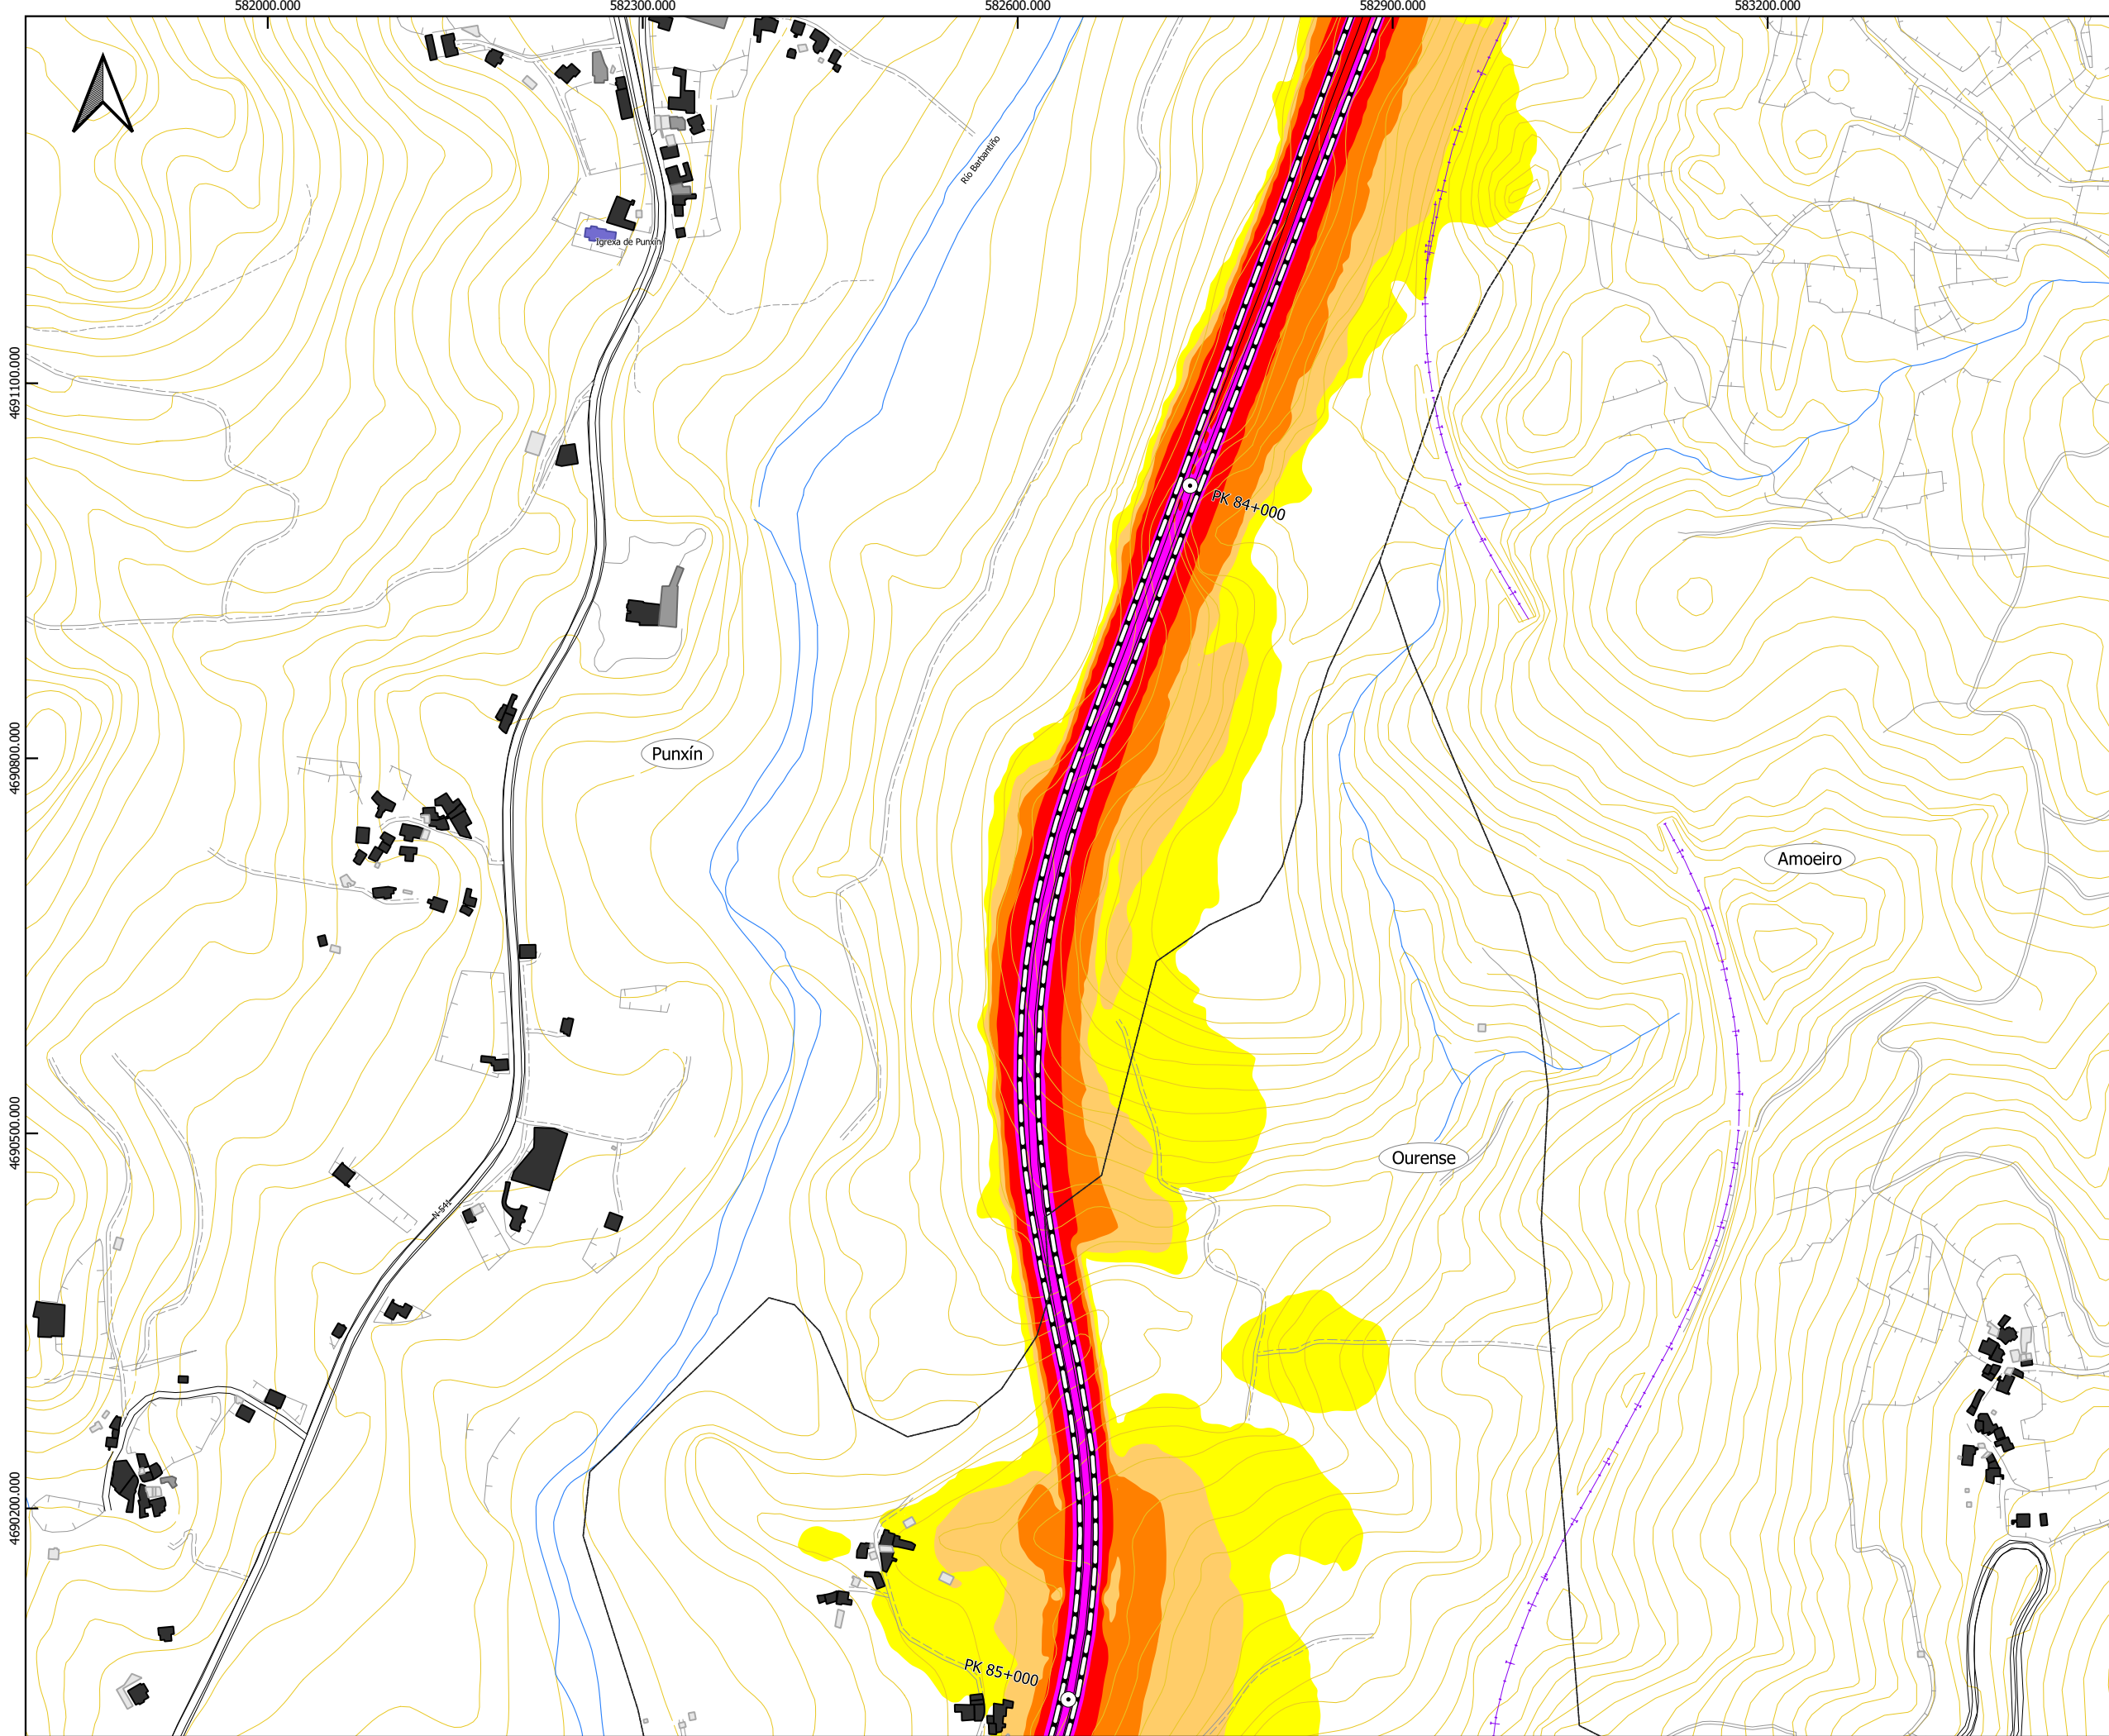 582000.000
582300.000
582600.000
582900.000
583200.000
Río Barbantiño
Igrexa de Punxín
4691100.000
PK 84+000
4690800.000
Punxín
Amoeiro
4690500.000
Ourense
N-541
4690200.000
PK 85+000